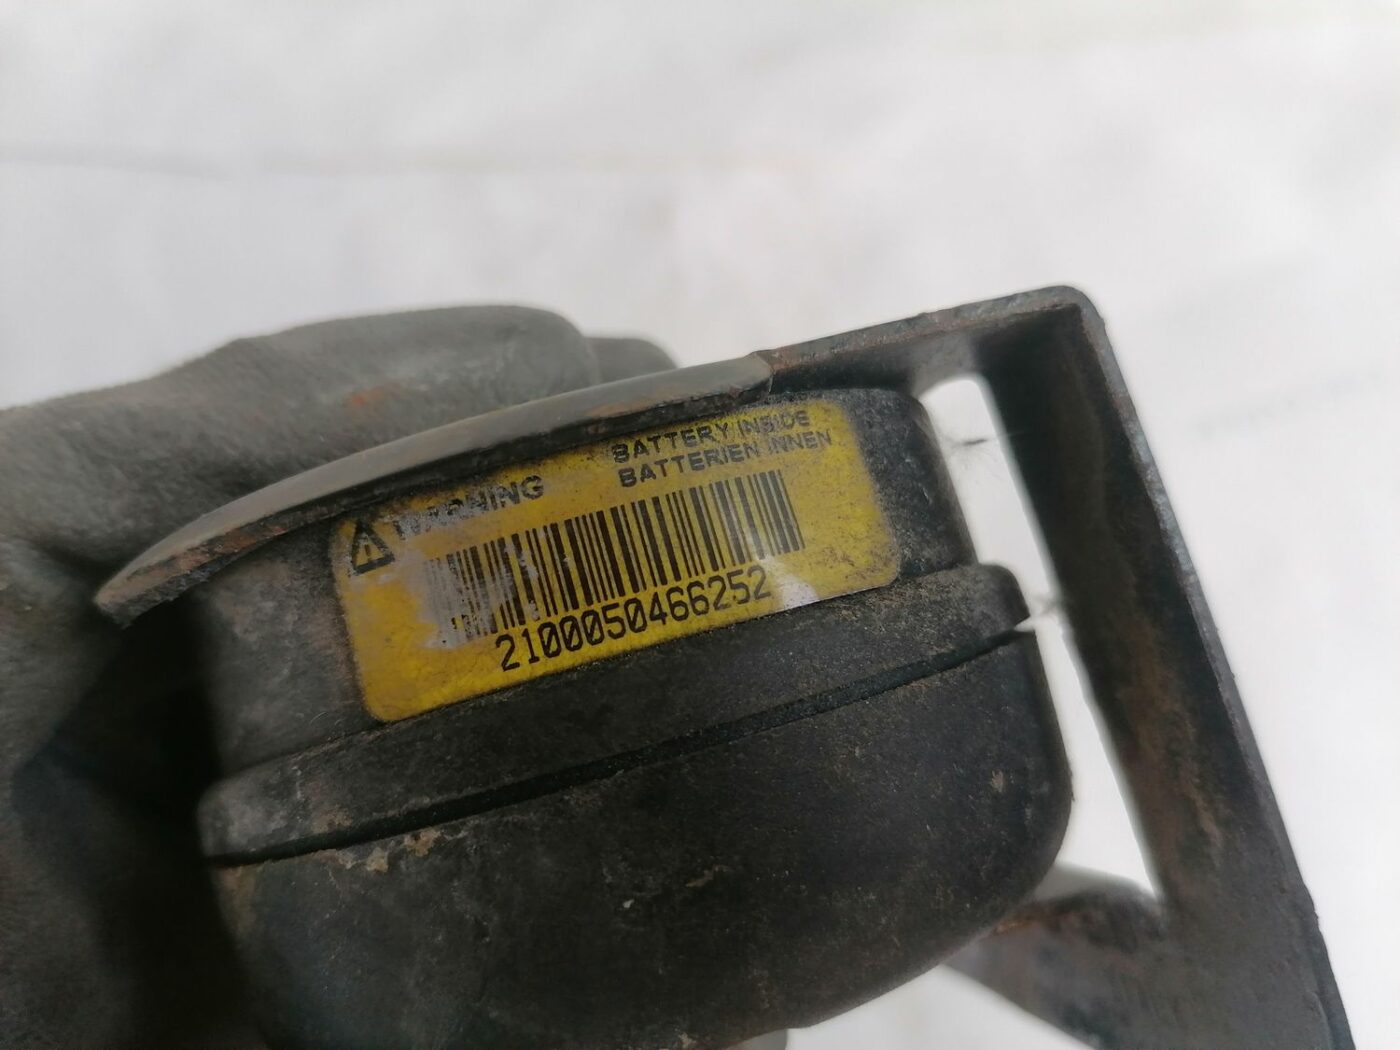 WARNING
BATTERY INSIDE
BATTERIEN INNEN
2100050466252